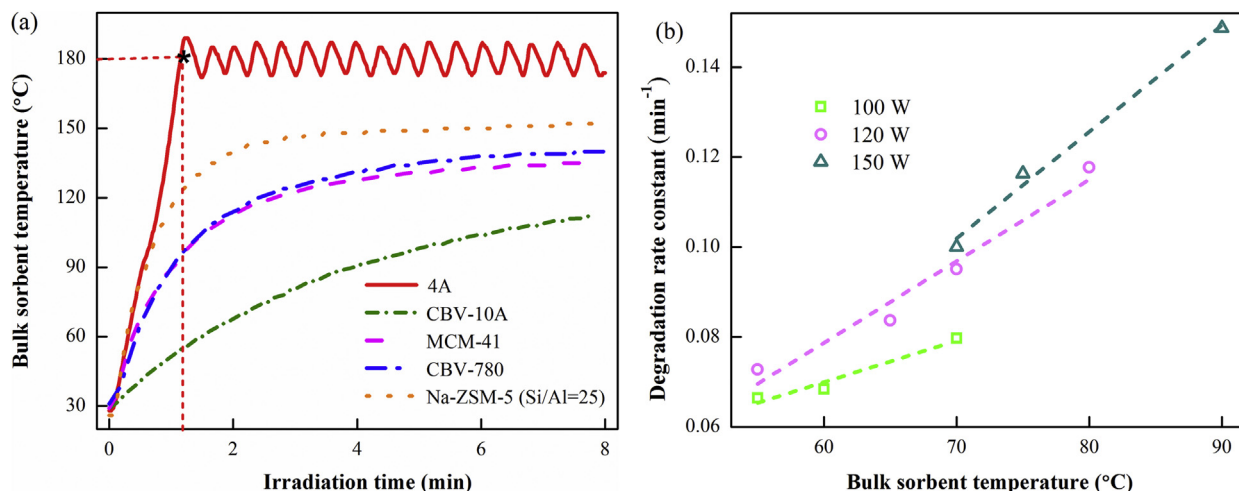 (a)
Bulk sorbent temperature (°C)
180
150
120
90
60
30
0
2
4
6
8
Irradiation time (min)
*
4A
CBV-10A
MCM-41
CBV-780
Na-ZSM-5 (Si/Al=25)
(b)
Degradation rate constant (min⁻¹)
0.14
0.12
0.10
0.08
0.06
60
70
80
90
Bulk sorbent temperature (°C)
100 W
120 W
150 W